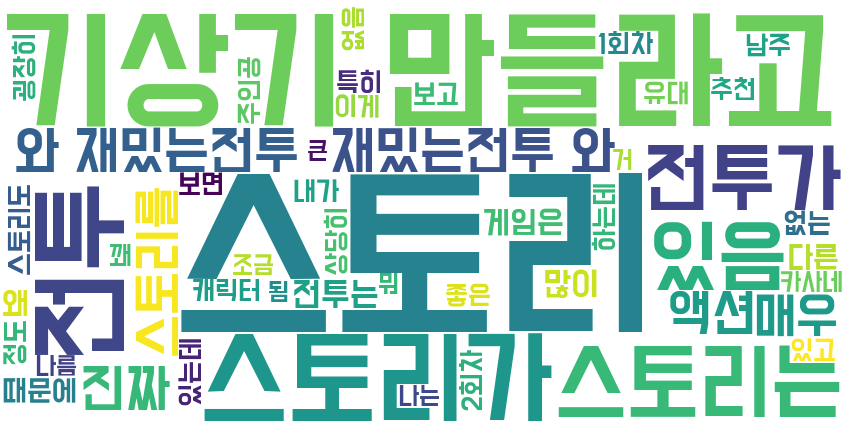 기상기 만들라고
굉장히
없음
주인공
특히
이게
보고
1회차
유대
남주
추천
와 재밌는전투
큰
재밌는전투 와
거
전투가
스토리도
전투
꽤
스토리를
보면
스토리
내가
상당히
조금
캐릭터 됨
전투는
뭐
게임은
좋은
하는데
많이
있음
없는
다른
카사네
액션매우
정도
왜
나름
때문에
진짜
있는데
스토리가
나는
2회차
스토리는
있고